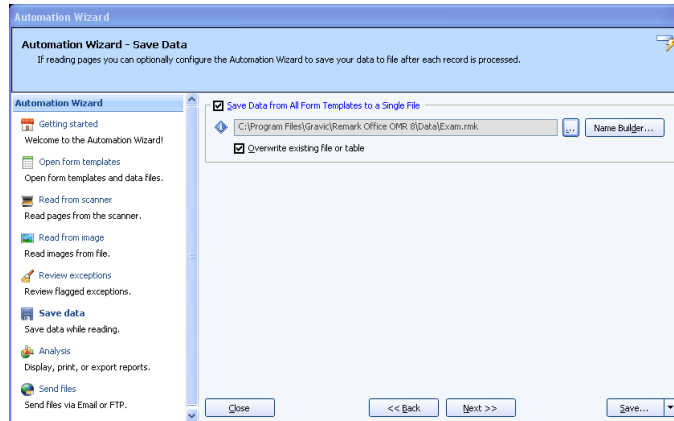 Automation Wizard
Automation Wizard - Save Data
If reading pages you can optionally configure the Automation Wizard to save your data to file after each record is processed.
Automation Wizard
Getting started
Welcome to the Automation Wizard!
Open form templates
Open form templates and data files.
Read from scanner
Read pages from the scanner.
Read from image
Read images from file.
Review exceptions
Review flagged exceptions.
Save data
Save data while reading.
Analysis
Display, print, or export reports.
Send files
Send files via Email or FTP.
Save Data from All Form Templates to a Single File
C:\Program Files\Gravic\Remark Office OMR 8\Data\Exam.rmk
... Name Builder...
Overwrite existing file or table
Close << Back Next >> Save...